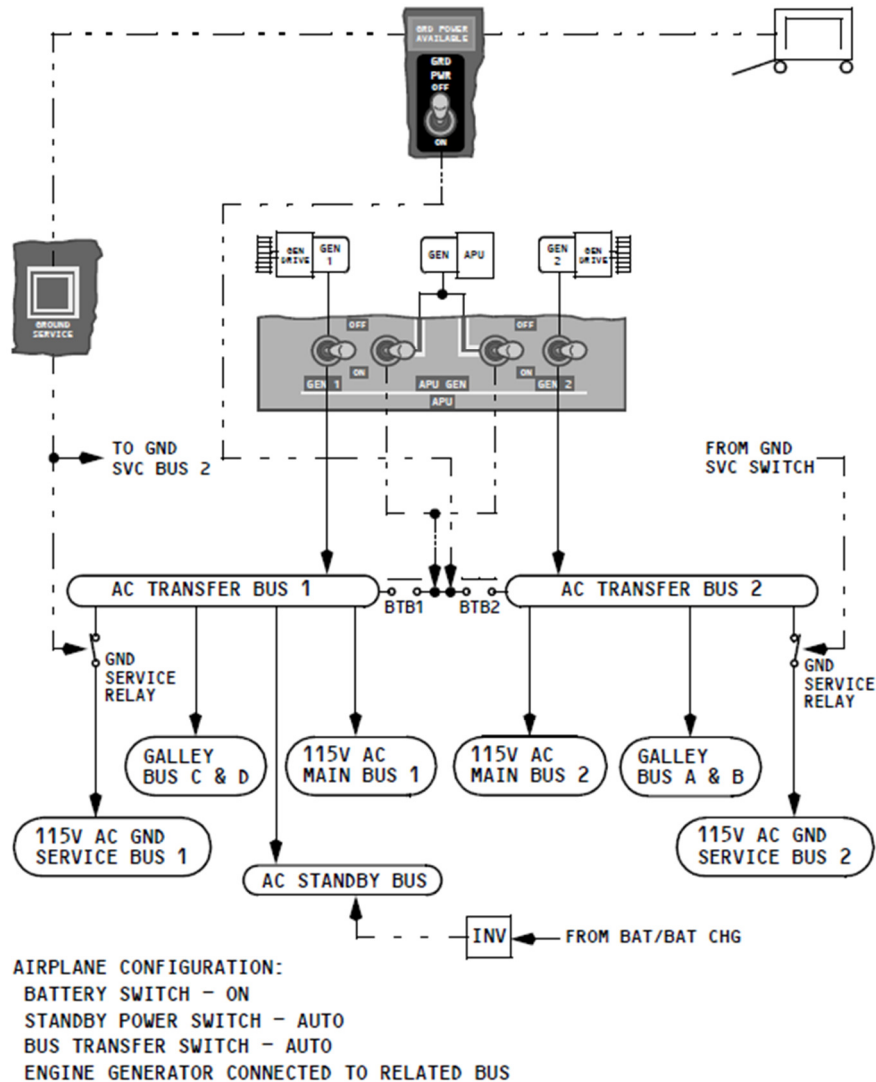 GRD POWER
AVAILABLE
GRD
PWR
OFF
ON
GEN
DRIVE
GEN
1
GEN
APU
GEN
2
GEN
DRIVE
GROUND
SERVICE
OFF
OFF
ON
ON
GEN 1
APU GEN
GEN 2
APU
TO GND
SVC BUS 2
FROM GND
SVC SWITCH
AC TRANSFER BUS 1
BTB1
BTB2
AC TRANSFER BUS 2
GND
SERVICE
RELAY
GND
SERVICE
RELAY
GALLEY
BUS C & D
115V AC
MAIN BUS 1
115V AC
MAIN BUS 2
GALLEY
BUS A & B
115V AC GND
SERVICE BUS 1
115V AC GND
SERVICE BUS 2
AC STANDBY BUS
INV
FROM BAT/BAT CHG
AIRPLANE CONFIGURATION:
BATTERY SWITCH – ON
STANDBY POWER SWITCH – AUTO
BUS TRANSFER SWITCH – AUTO
ENGINE GENERATOR CONNECTED TO RELATED BUS